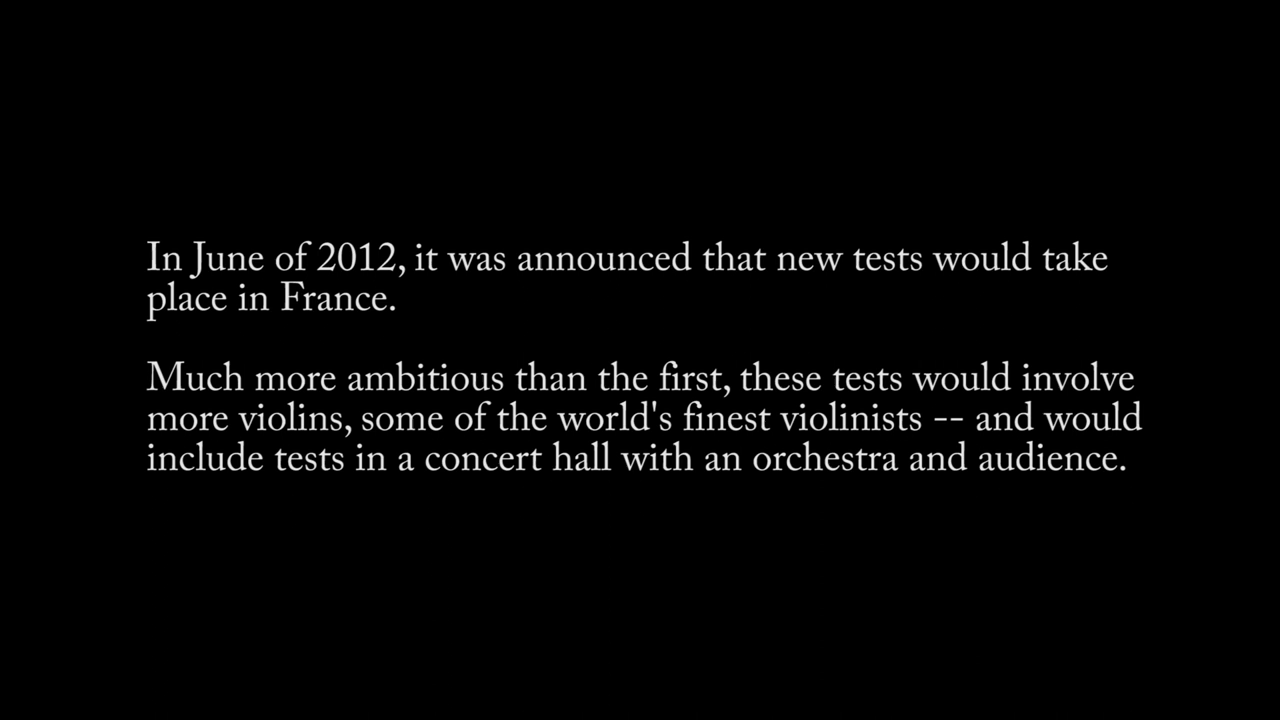 In June of 2012, it was announced that new tests would take
place in France.
Much more ambitious than the first, these tests would involve
more violins, some of the world's finest violinists -- and would
include tests in a concert hall with an orchestra and audience.